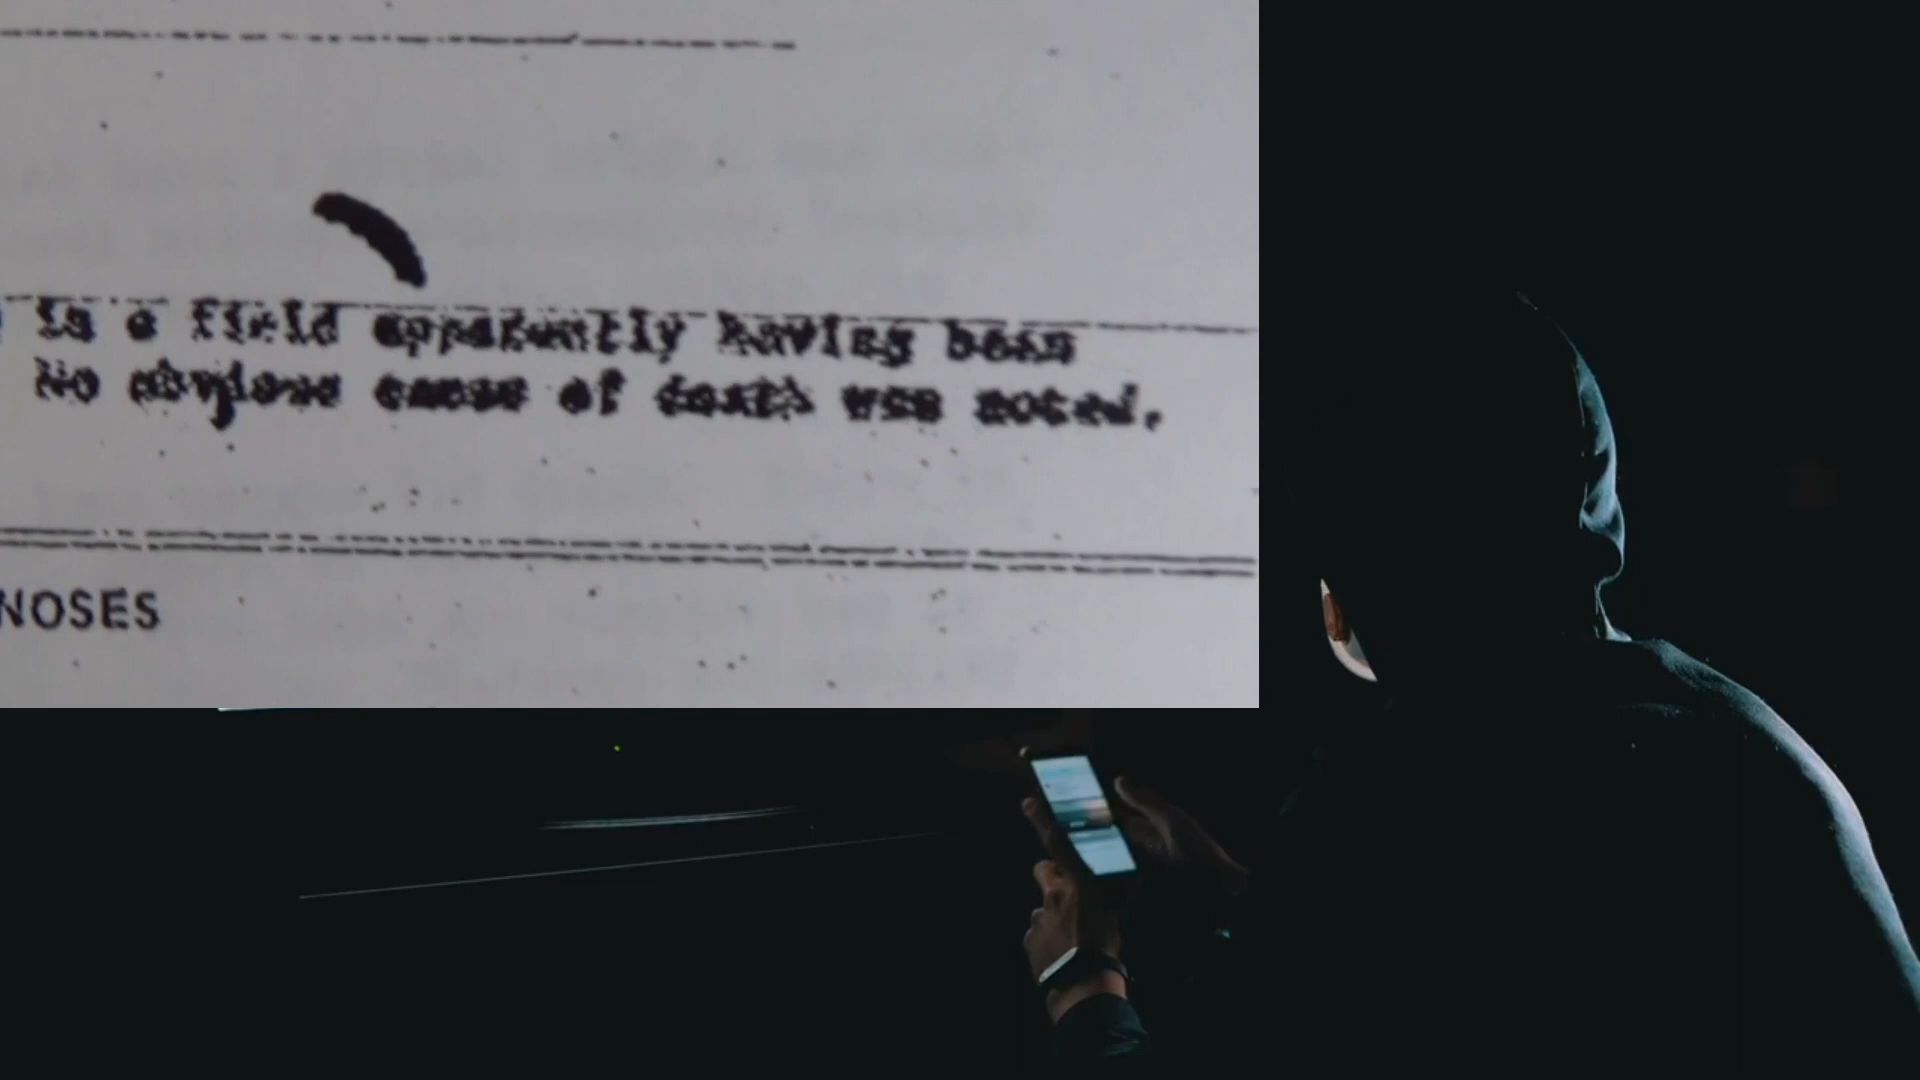 is a field apparently having been
No obvious cause of death was noted.
NOSES